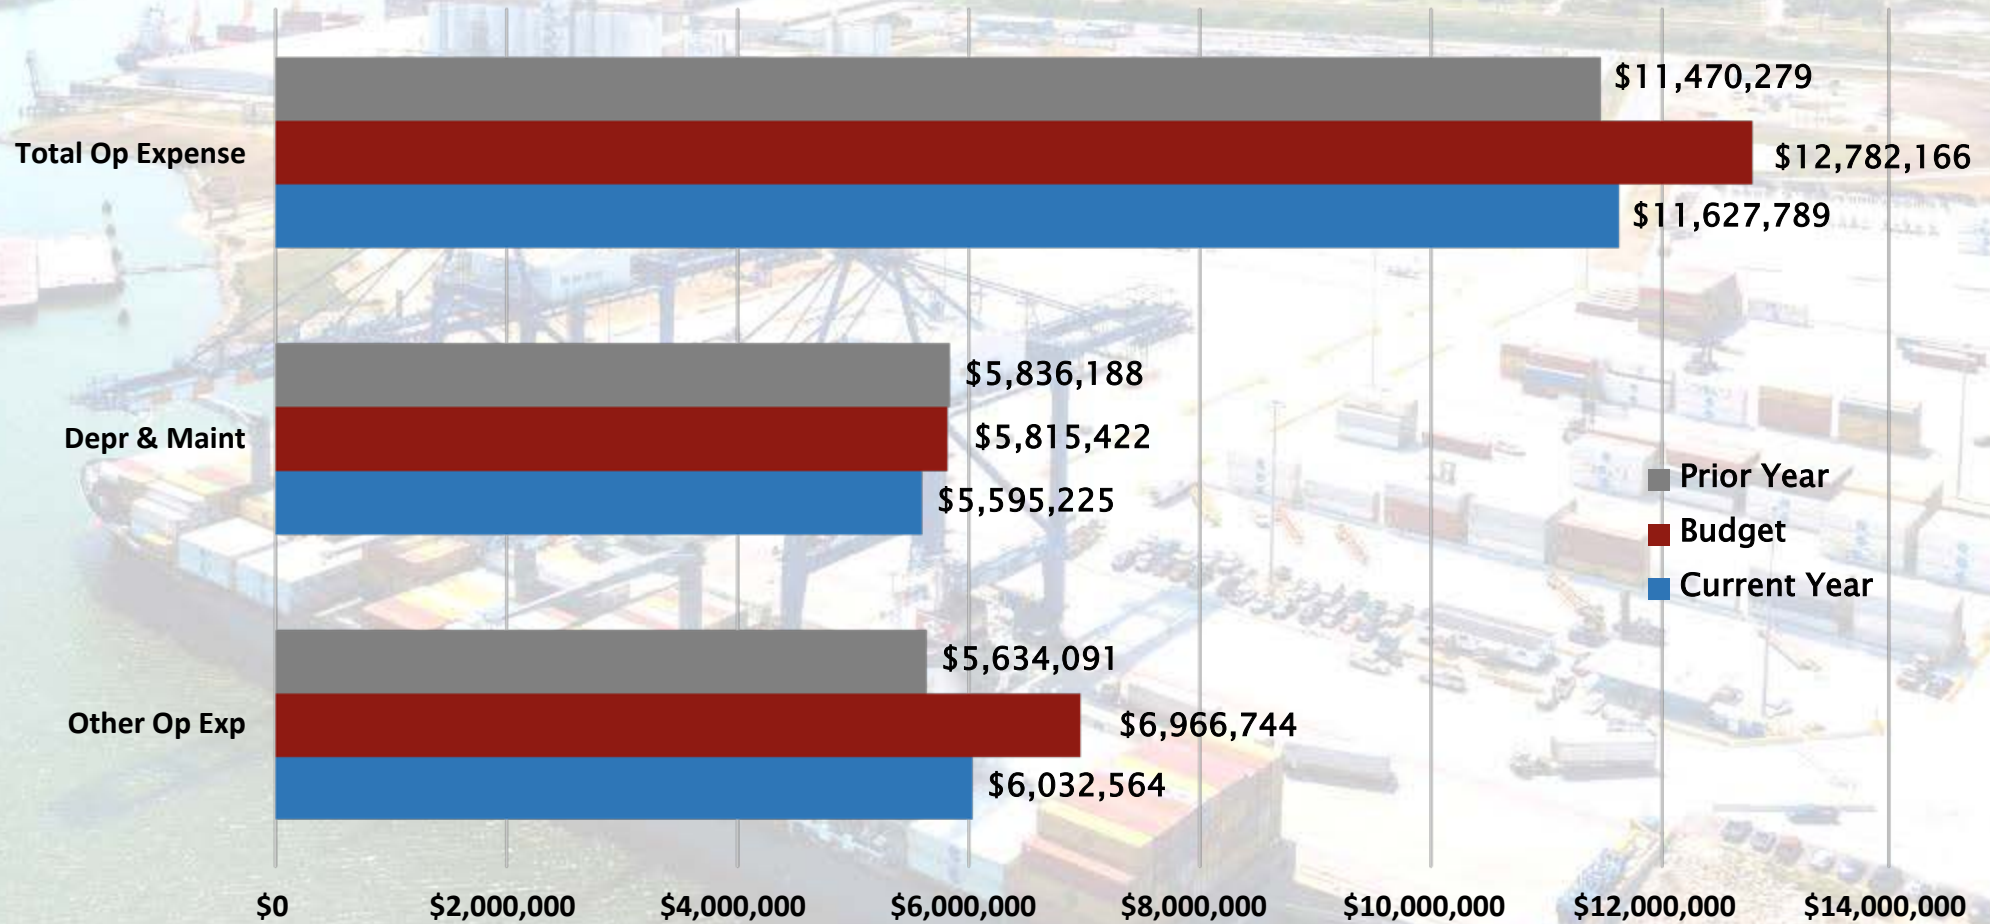 $11,470,279
Total Op Expense
$12,782,166
$11,627,789
$5,836,188
Depr & Maint
$5,815,422
$5,595,225
Prior Year
Budget
Current Year
$5,634,091
Other Op Exp
$6,966,744
$6,032,564
$0 $2,000,000 $4,000,000 $6,000,000 $8,000,000 $10,000,000 $12,000,000 $14,000,000